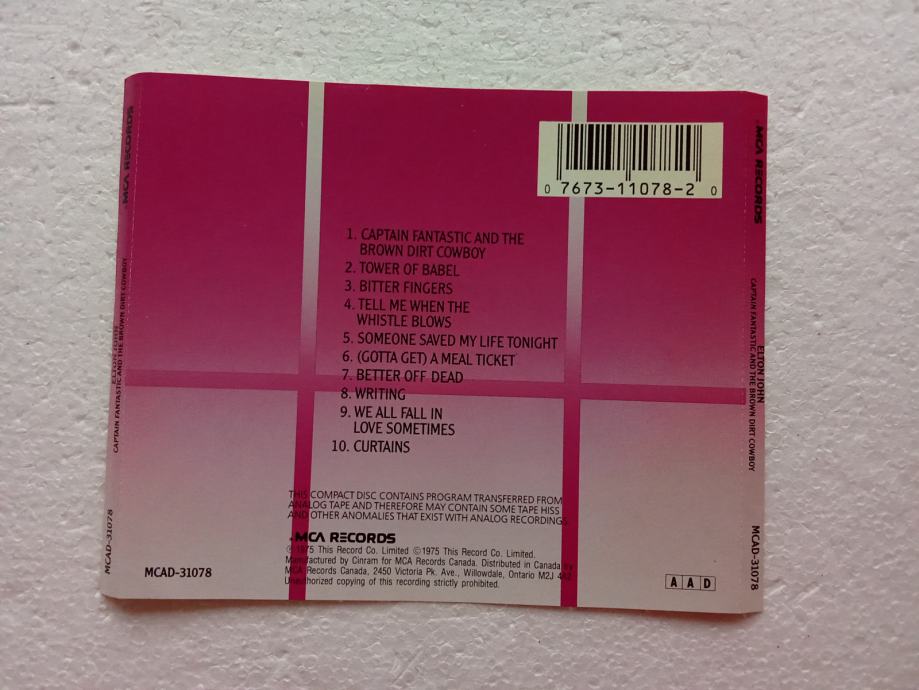 0 7673-11078-2 0
1. CAPTAIN FANTASTIC AND THE
BROWN DIRT COWBOY
2. TOWER OF BABEL
3. BITTER FINGERS
4. TELL ME WHEN THE
WHISTLE BLOWS
5. SOMEONE SAVED MY LIFE TONIGHT
6. (GOTTA GET) A MEAL TICKET
7. BETTER OFF DEAD
8. WRITING
9. WE ALL FALL IN
LOVE SOMETIMES
10. CURTAINS
THIS COMPACT DISC CONTAINS PROGRAM TRANSFERRED FROM
ANALOG TAPE AND THEREFORE MAY CONTAIN SOME TAPE HISS
AND OTHER ANOMALIES THAT EXIST WITH ANALOG RECORDINGS.
MCA RECORDS
℗1975 This Record Co. Limited ©1975 This Record Co. Limited.
Manufactured by Cinram for MCA Records Canada. Distributed in Canada by
MCA Records Canada, 2450 Victoria Pk. Ave., Willowdale, Ontario M2J
Unauthorized copying of this recording strictly prohibited.
MCAD-31078
A A D
MCA RECORDS
ELTON JOHN
CAPTAIN FANTASTIC AND THE BROWN DIRT COWBOY
MCAD-31078
MCA RECORDS
ELTON JOHN
CAPTAIN FANTASTIC AND THE BROWN DIRT COWBOY
MCAD-31078